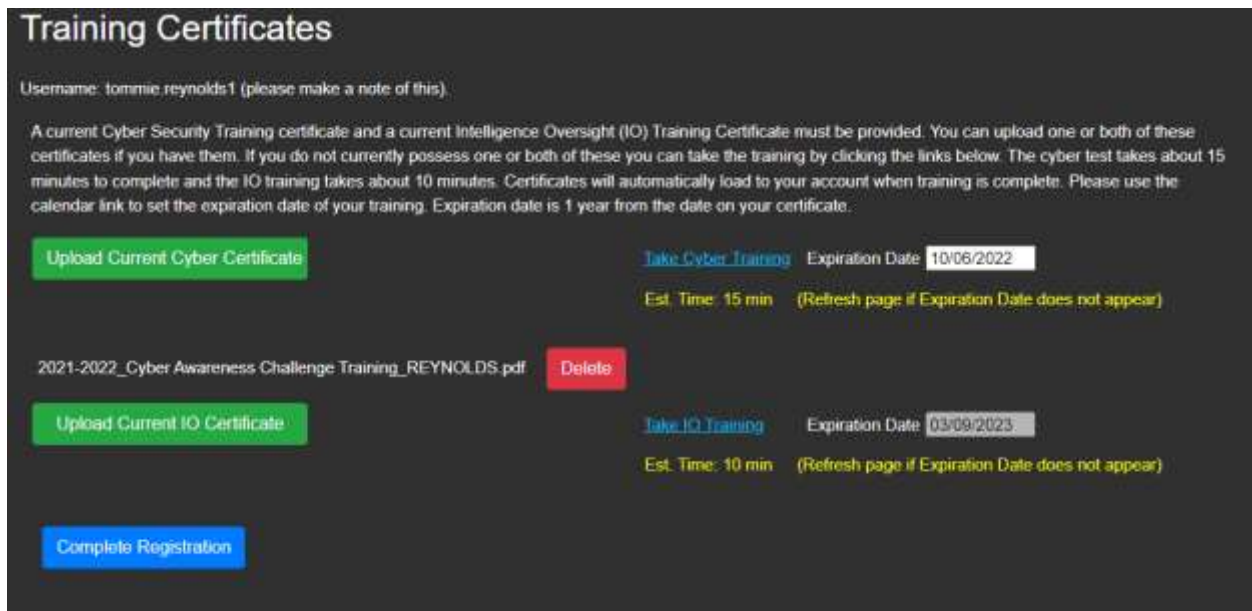 Training Certificates
Username: tommie.reynolds1 (please make a note of this).
A current Cyber Security Training certificate and a current Intelligence Oversight (IO) Training Certificate must be provided. You can upload one or both of these
certificates if you have them. If you do not currently possess one or both of these you can take the training by clicking the links below. The cyber test takes about 15
minutes to complete and the IO training takes about 10 minutes. Certificates will automatically load to your account when training is complete. Please use the
calendar link to set the expiration date of your training. Expiration date is 1 year from the date on your certificate.
Upload Current Cyber Certificate Take Cyber Training Expiration Date 10/06/2022
Est. Time: 15 min (Refresh page if Expiration Date does not appear)
2021-2022_Cyber Awareness Challenge Training_REYNOLDS.pdf Delete
Upload Current IO Certificate Take IO Training Expiration Date 03/09/2023
Est. Time: 10 min (Refresh page if Expiration Date does not appear)
Complete Registration